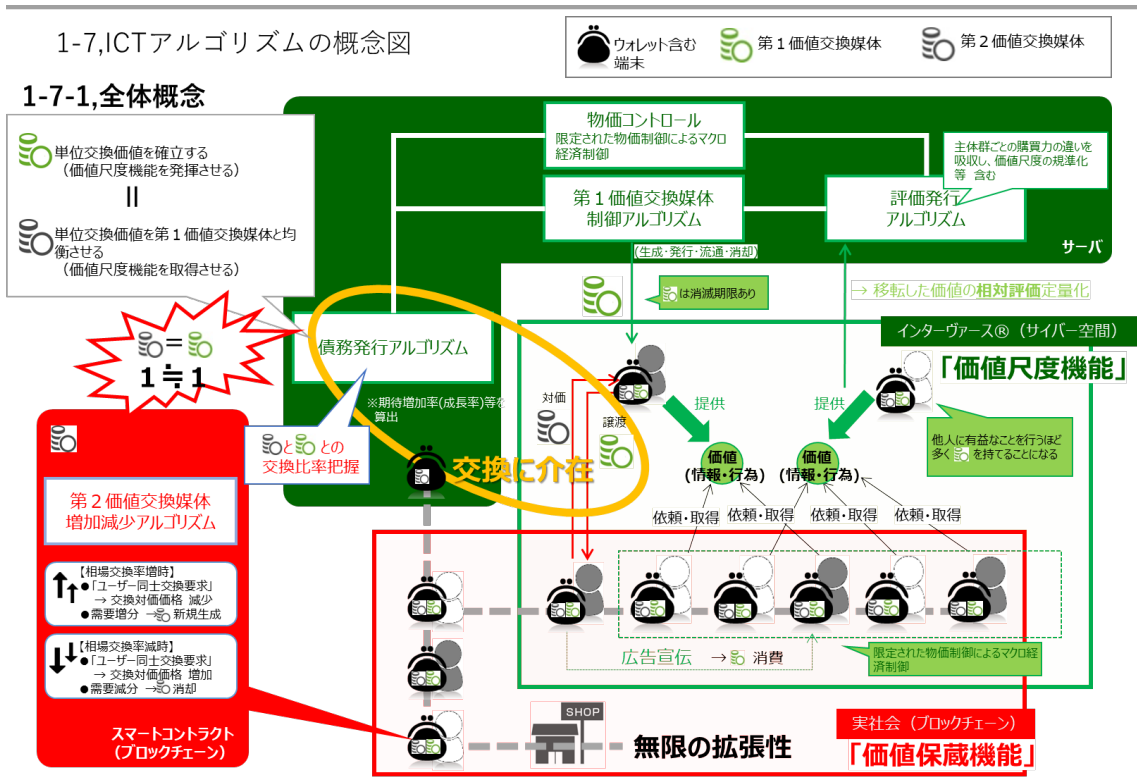 1-7,ICTアルゴリズムの概念図
ウォレット含む
端末
第１価値交換媒体
第２価値交換媒体
1-7-1,全体概念
単位交換価値を確立する
（価値尺度機能を発揮させる）
=
単位交換価値を第１価値交換媒体と均
衡させる
（価値尺度機能を取得させる）
物価コントロール
限定された物価制御によるマクロ
経済制御
主体群ごとの購買力の違いを
吸収し、価値尺度の規準化
等 含む
第１価値交換媒体
制御アルゴリズム
評価発行
アルゴリズム
サーバ
(生成・発行・流通・消却)
は消滅期限あり
→ 移転した価値の相対評価定量化
インターヴァース®（サイバー空間）
「価値尺度機能」
=
1≒1
債務発行アルゴリズム
※期待増加率(成長率)等を
算出
ととの
交換比率把握
交換に介在
対価
譲渡
提供
提供
価値
(情報・行為)
価値
(情報・行為)
他人に有益なことを行うほど
多くを持てることになる
依頼・取得
依頼・取得
依頼・取得
依頼・取得
第２価値交換媒体
増加減少アルゴリズム
【相場交換率増時】
●「ユーザー同士交換要求」
→ 交換対価価格 減少
●需要増分 → 新規生成
【相場交換率減時】
●「ユーザー同士交換要求」
→ 交換対価価格 増加
●需要減分 → 消却
スマートコントラクト
（ブロックチェーン）
広告宣伝 → 消費
限定された物価制御によるマクロ経
済制御
SHOP
無限の拡張性
実社会（ブロックチェーン）
「価値保蔵機能」